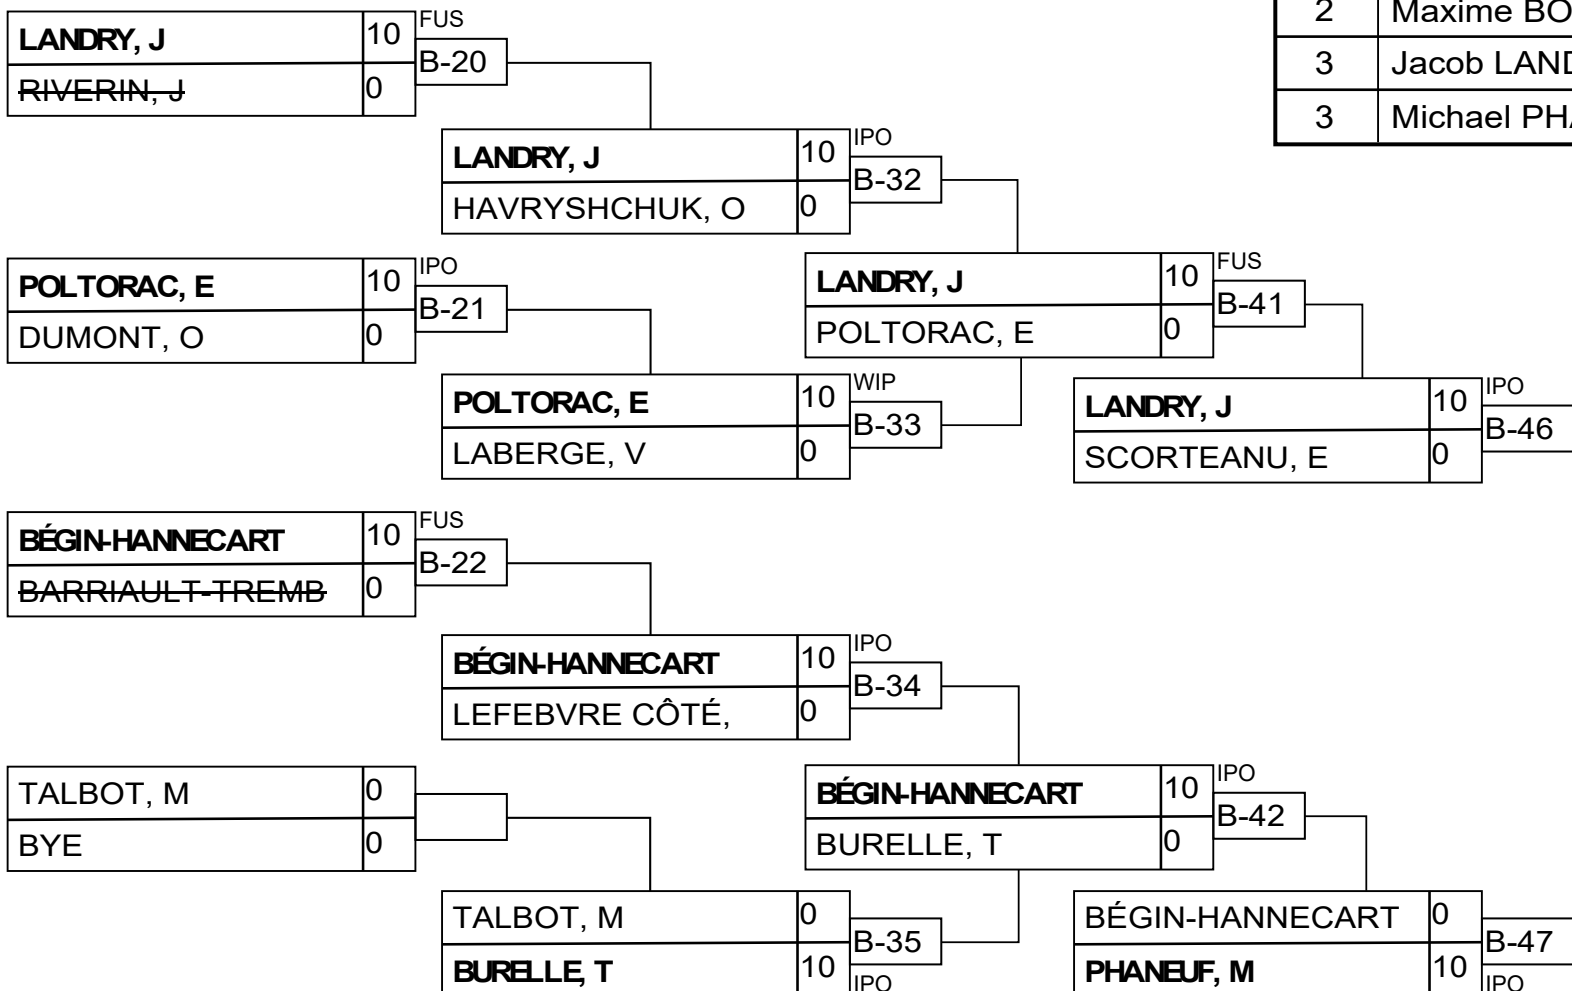 2 Maxime BO
3 Jacob LAND
3 Michael PHA
LANDRY, J 10 FUS
B-20
RIVERIN, J 0
LANDRY, J 10 IPO
B-32
HAVRYSHCHUK, O 0
POLTORAC, E 10 IPO
B-21
DUMONT, O 0
LANDRY, J 10 FUS
B-41
POLTORAC, E 0
POLTORAC, E 10 WIP
B-33
LABERGE, V 0
LANDRY, J 10 IPO
B-46
SCORTEANU, E 0
BÉGIN-HANNECART 10 FUS
B-22
BARRIAULT-TREMB 0
BÉGIN-HANNECART 10 IPO
B-34
LEFEBVRE CÔTÉ, 0
TALBOT, M 0
BYE 0
BÉGIN-HANNECART 10 IPO
B-42
BURELLE, T 0
TALBOT, M 0
B-35
BURELLE, T 10 IPO
BÉGIN-HANNECART 0
B-47
PHANEUF, M 10 IPO